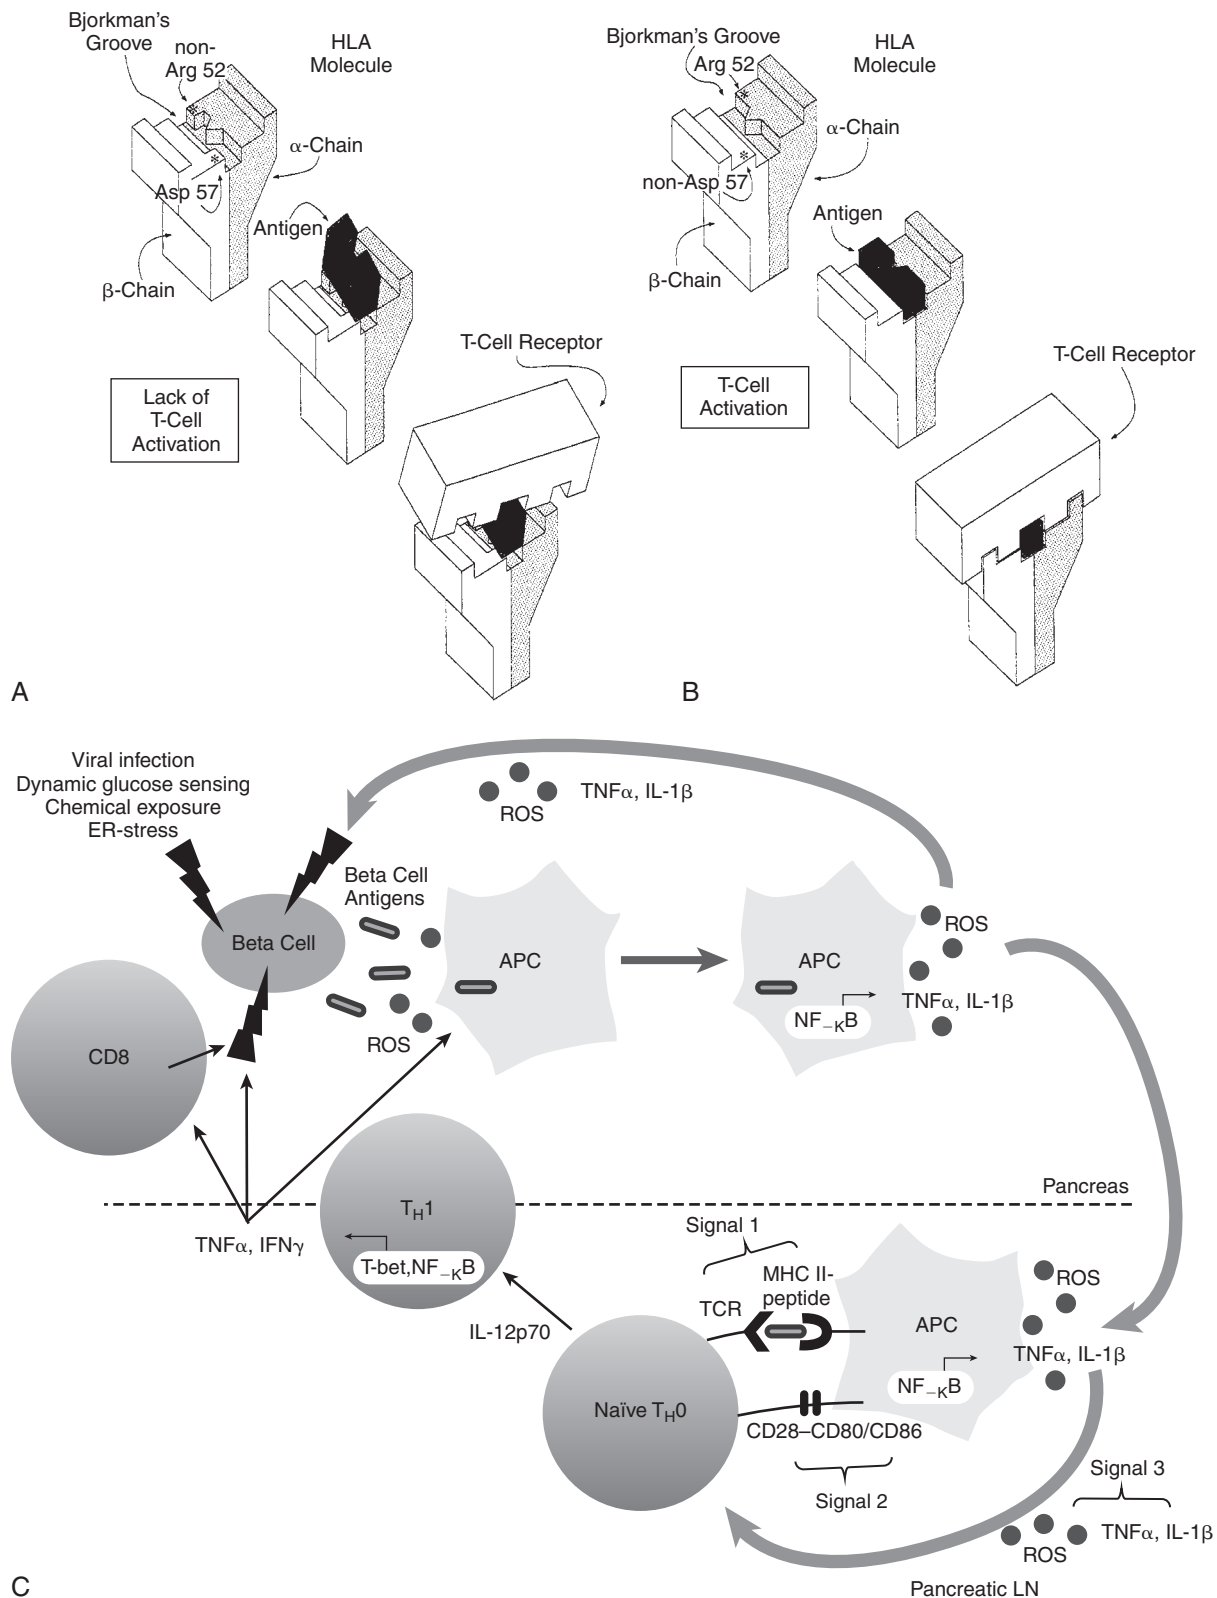 Bjorkman's
Groove
non-
Arg 52
HLA
Molecule
α-Chain
Asp 57
Antigen
β-Chain
T-Cell Receptor
Lack of
T-Cell
Activation
A
Bjorkman's Groove
Arg 52
HLA
Molecule
α-Chain
non-Asp 57
Antigen
β-Chain
T-Cell Receptor
T-Cell
Activation
B
Viral infection
Dynamic glucose sensing
Chemical exposure
ER-stress
ROS
TNFα, IL-1β
Beta Cell
Antigens
Beta Cell
APC
APC
ROS
NF-κB
TNFα, IL-1β
ROS
CD8
Pancreas
TH1
T-bet,NF-κB
TNFα, IFNγ
Signal 1
MHC II-
peptide
TCR
IL-12p70
APC
ROS
TNFα, IL-1β
NF-κB
Naïve TH0
CD28–CD80/CD86
Signal 2
Signal 3
TNFα, IL-1β
ROS
Pancreatic LN
C